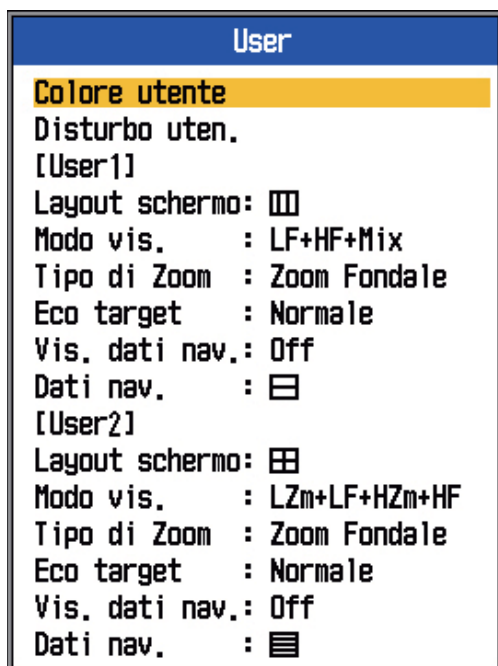 User
Colore utente
Disturbo uten.
[User1]
Layout schermo:
Modo vis. : LF+HF+Mix
Tipo di Zoom : Zoom Fondale
Eco target : Normale
Vis. dati nav.: Off
Dati nav. :
[User2]
Layout schermo:
Modo vis. : LZm+LF+HZm+HF
Tipo di Zoom : Zoom Fondale
Eco target : Normale
Vis. dati nav.: Off
Dati nav. :